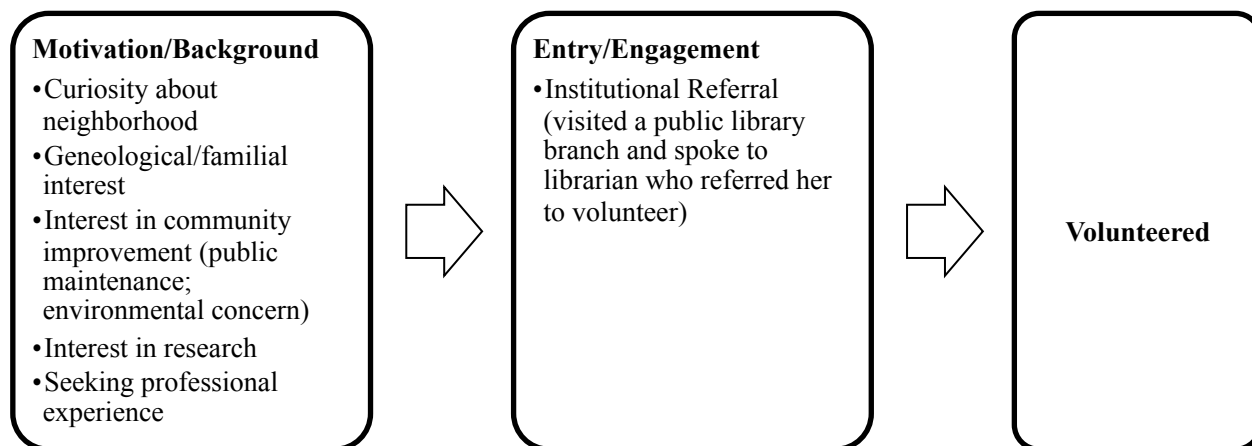 Motivation/Background
•Curiosity about
neighborhood
•Geneological/familial
interest
•Interest in community
improvement (public
maintenance;
environmental concern)
•Interest in research
•Seeking professional
experience
Entry/Engagement
•Institutional Referral
(visited a public library
branch and spoke to
librarian who referred her
to volunteer)
Volunteered